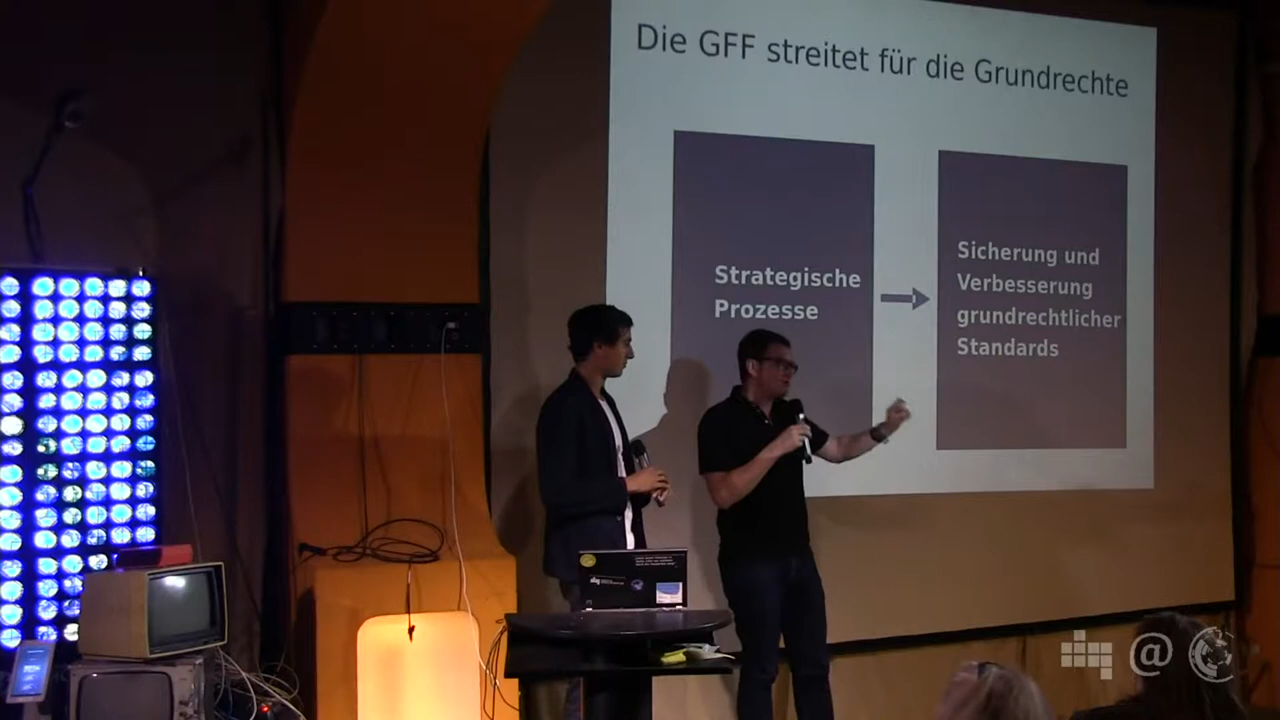 Die GFF streitet für die Grundrechte
Strategische
Prozesse
Sicherung und
Verbesserung
grundrechtlicher
Standards
@